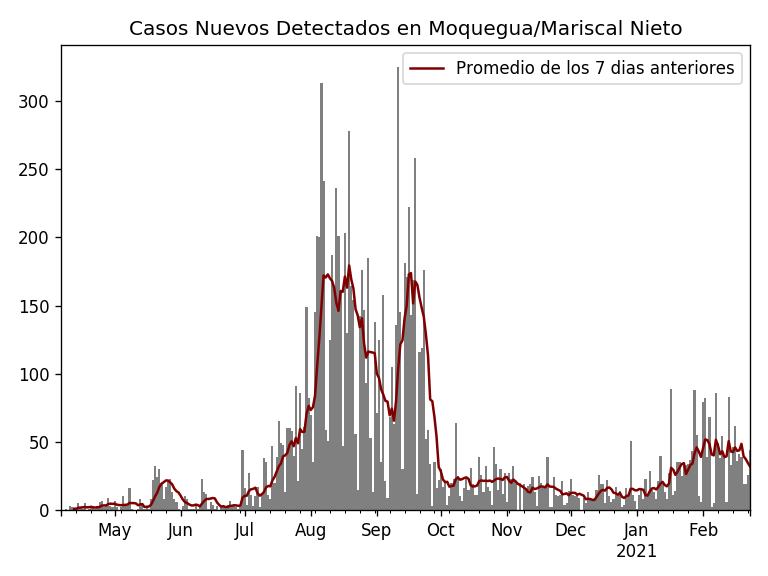 Casos Nuevos Detectados en Moquegua/Mariscal Nieto
Promedio de los 7 dias anteriores
300
250
200
150
100
50
0
May Jun Jul Aug Sep Oct Nov Dec Jan Feb
2021